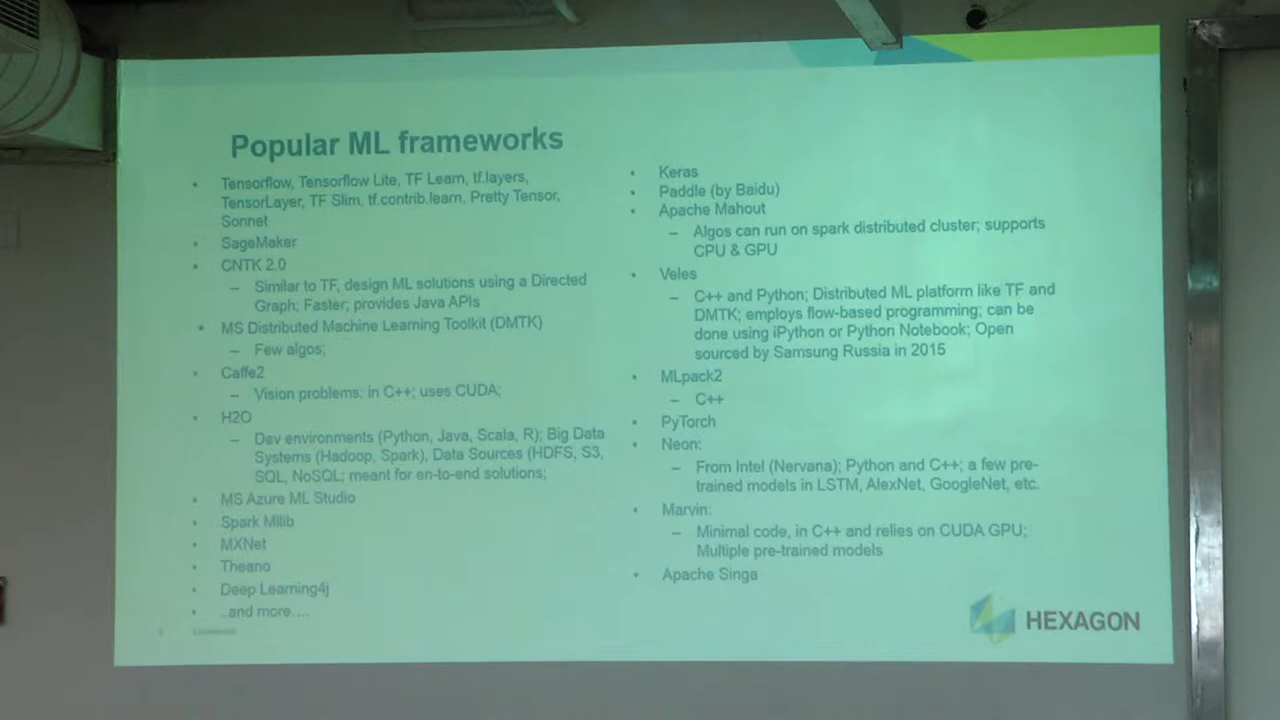 Popular ML frameworks
• Tensorflow, Tensorflow Lite, TF Learn, tf.layers,
TensorLayer, TF Slim, tf.contrib.learn, Pretty Tensor,
Sonnet
• SageMaker
• CNTK 2.0
– Similar to TF, design ML solutions using a Directed
Graph; Faster; provides Java APIs
• MS Distributed Machine Learning Toolkit (DMTK)
– Few algos;
• Caffe2
– Vision problems; in C++; uses CUDA;
• H2O
– Dev environments (Python, Java, Scala, R); Big Data
Systems (Hadoop, Spark), Data Sources (HDFS, S3,
SQL, NoSQL; meant for en-to-end solutions;
• MS Azure ML Studio
• Spark Mllib
• MXNet
• Theano
• Deep Learning4j
• ..and more....
• Keras
• Paddle (by Baidu)
• Apache Mahout
– Algos can run on spark distributed cluster; supports
CPU & GPU
• Veles
– C++ and Python; Distributed ML platform like TF and
DMTK; employs flow-based programming; can be
done using iPython or Python Notebook; Open
sourced by Samsung Russia in 2015
• MLpack2
– C++
• PyTorch
• Neon:
– From Intel (Nervana); Python and C++; a few pre-
trained models in LSTM, AlexNet, GoogleNet, etc.
• Marvin:
– Minimal code, in C++ and relies on CUDA GPU;
Multiple pre-trained models
• Apache Singa
HEXAGON